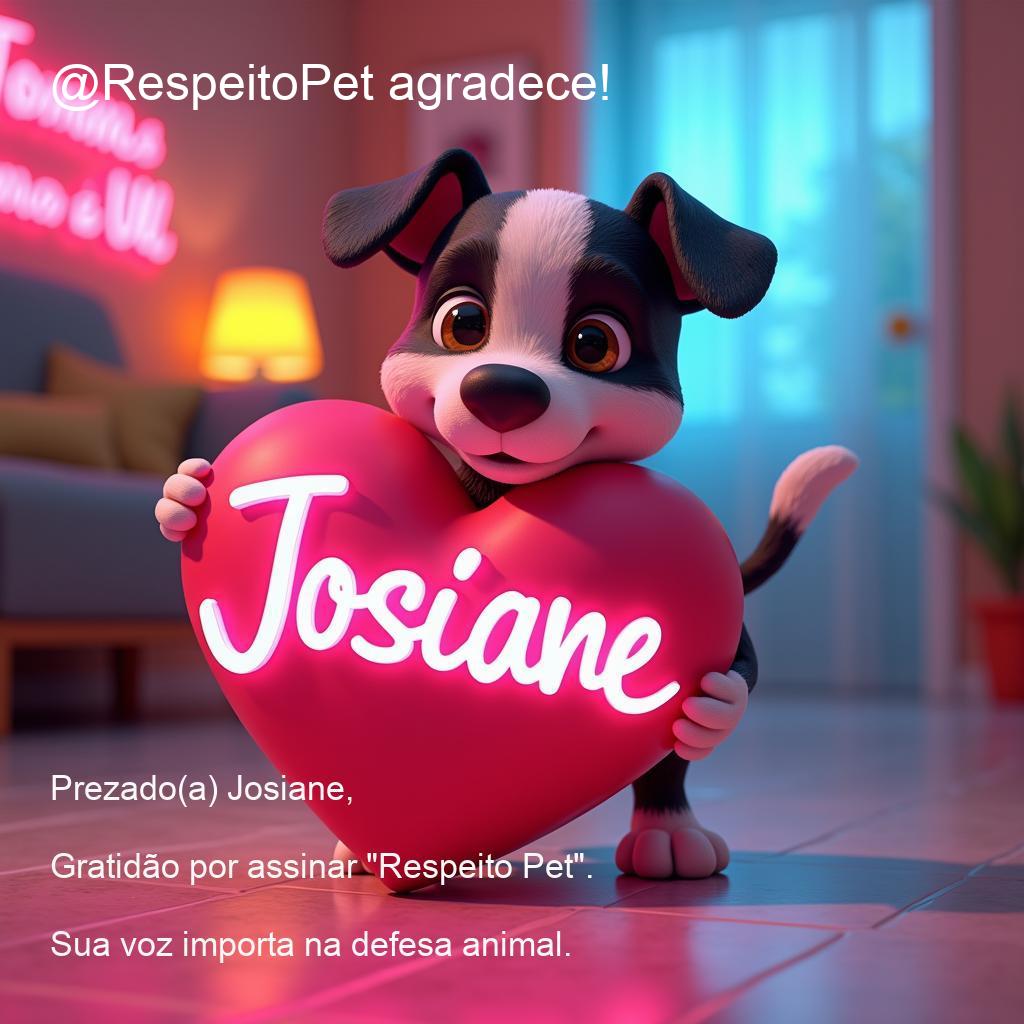 @RespeitoPet agradece!
Josiane
Prezado(a) Josiane,
Gratidão por assinar "Respeito Pet".
Sua voz importa na defesa animal.